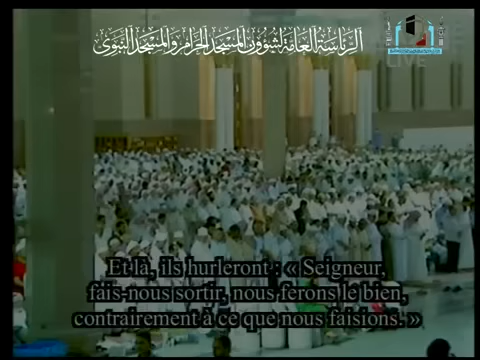 الرئاسة العامة لشؤون المسجد الحرام والمسجد النبوي
LIVE
Et là, ils hurleront : « Seigneur,
fais-nous sortir, nous ferons le bien,
contrairement à ce que nous faisions. »